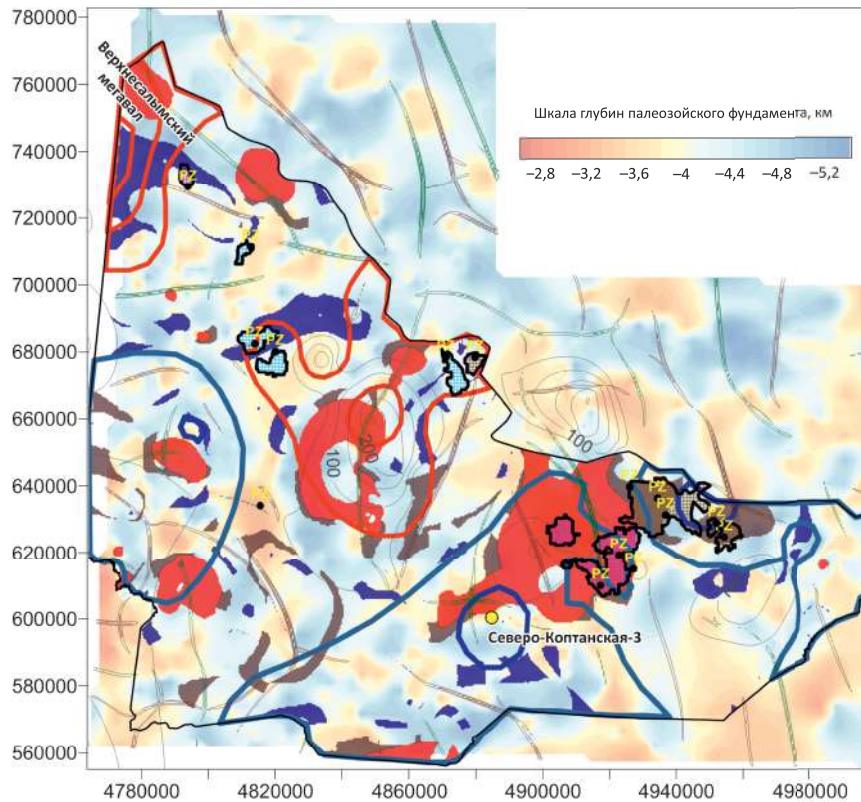 780000
760000
740000
720000
700000
680000
660000
640000
620000
600000
580000
560000
Верхнесалымский
мегавал
Шкала глубин палеозойского фундамента, км
–2,8 –3,2 –3,6 –4 –4,4 –4,8 –5,2
PZ
PZ
PZ
PZ
100
200
100
PZ
PZ
PZ
PZ
PZ
PZ
Северо-Коптанская-3
4780000 4820000 4860000 4900000 4940000 4980000